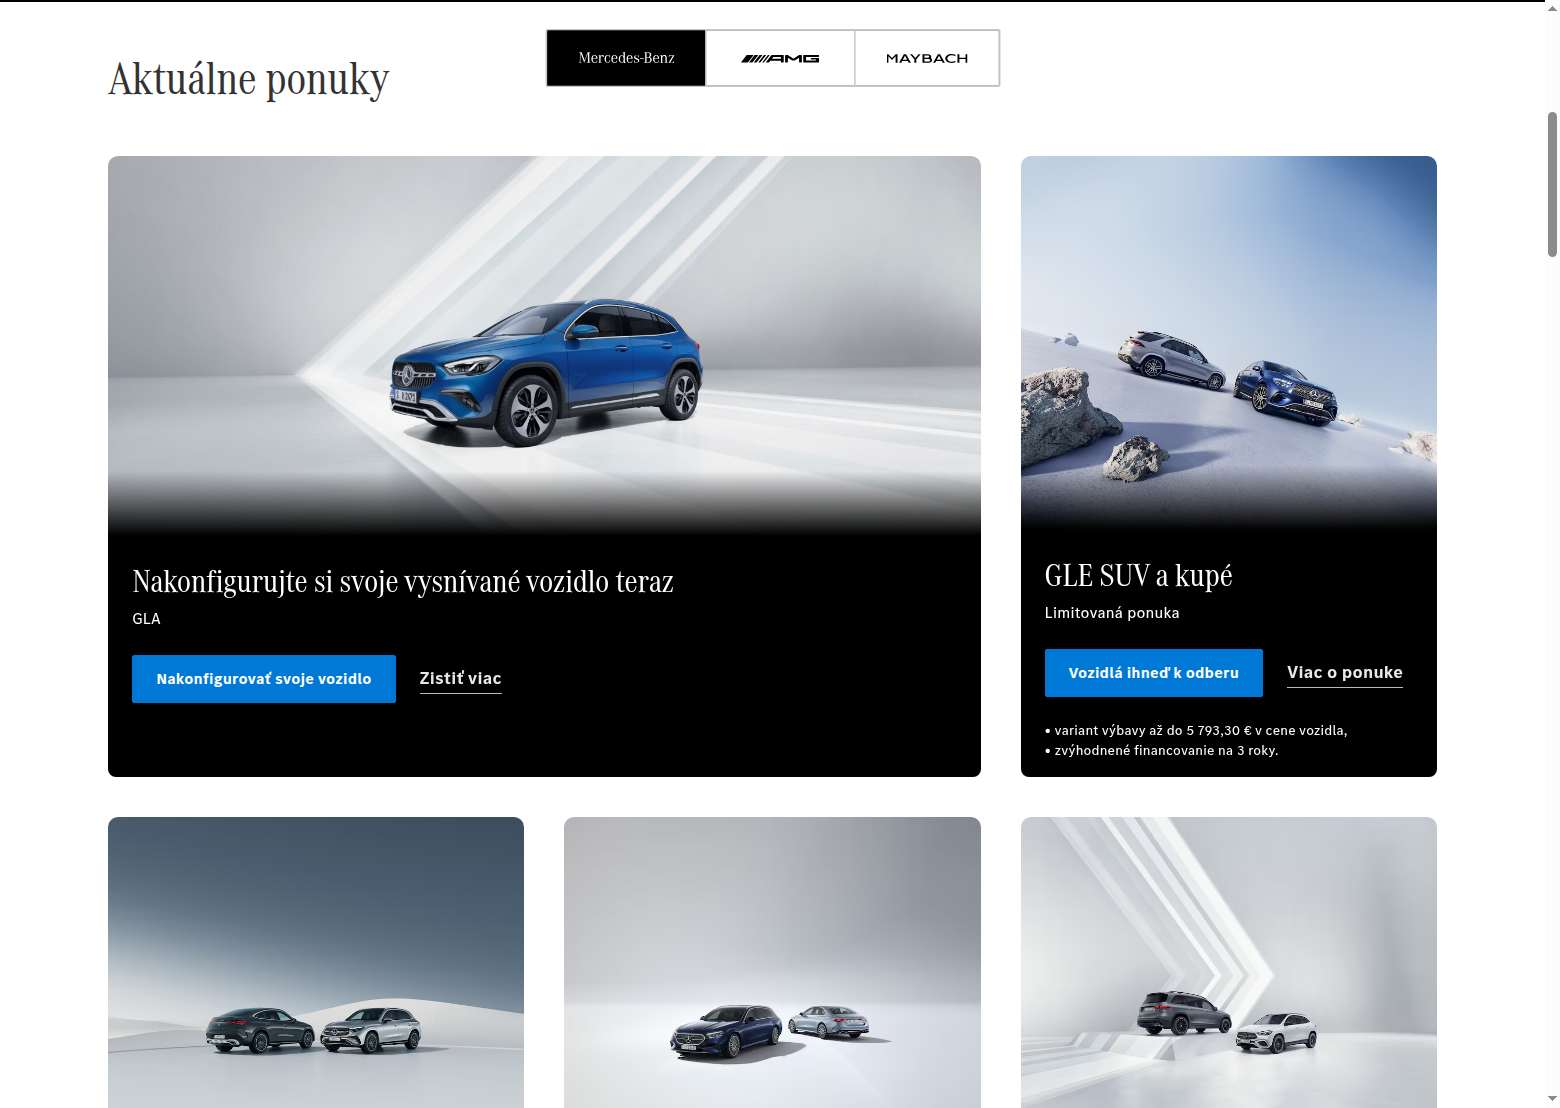 Aktuálne ponuky
Mercedes-Benz
AMG
MAYBACH
Nakonfigurujte si svoje vysnívané vozidlo teraz
GLA
Nakonfigurovať svoje vozidlo
Zistiť viac
GLE SUV a kupé
Limitovaná ponuka
Vozidlá ihneď k odberu
Viac o ponuke
• variant výbavy až do 5 793,30 € v cene vozidla,
• zvýhodnené financovanie na 3 roky.